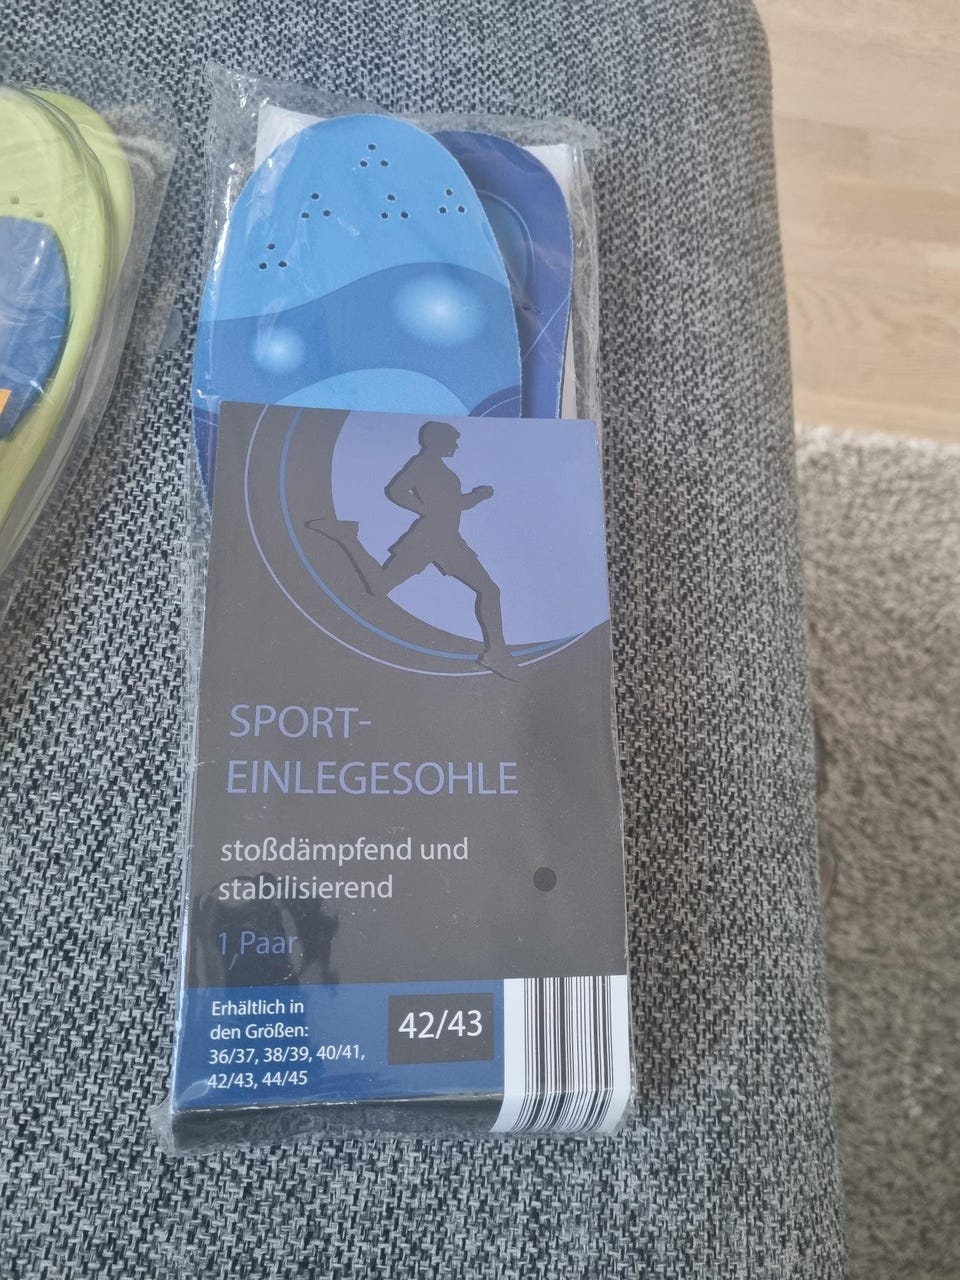 SPORT-
EINLEGESOHLE
stoßdämpfend und
stabilisierend
1 Paar
Erhältlich in
den Größen:
36/37, 38/39, 40/41,
42/43, 44/45
42/43